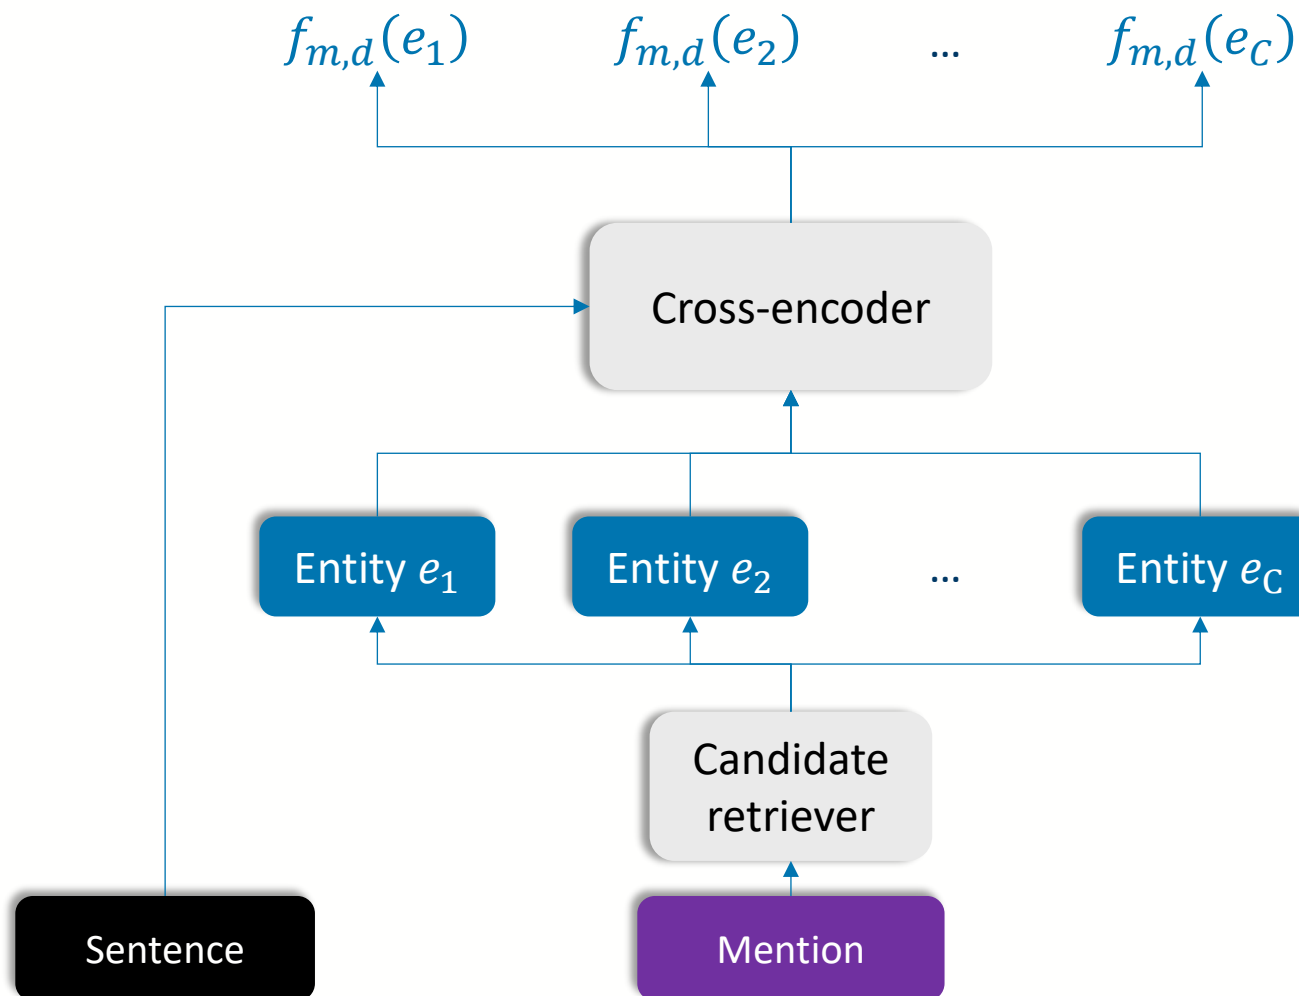 f_{m,d}(e_1) f_{m,d}(e_2) ... f_{m,d}(e_C)
Cross-encoder
Entity e_1 Entity e_2 ... Entity e_C
Candidate
retriever
Sentence Mention